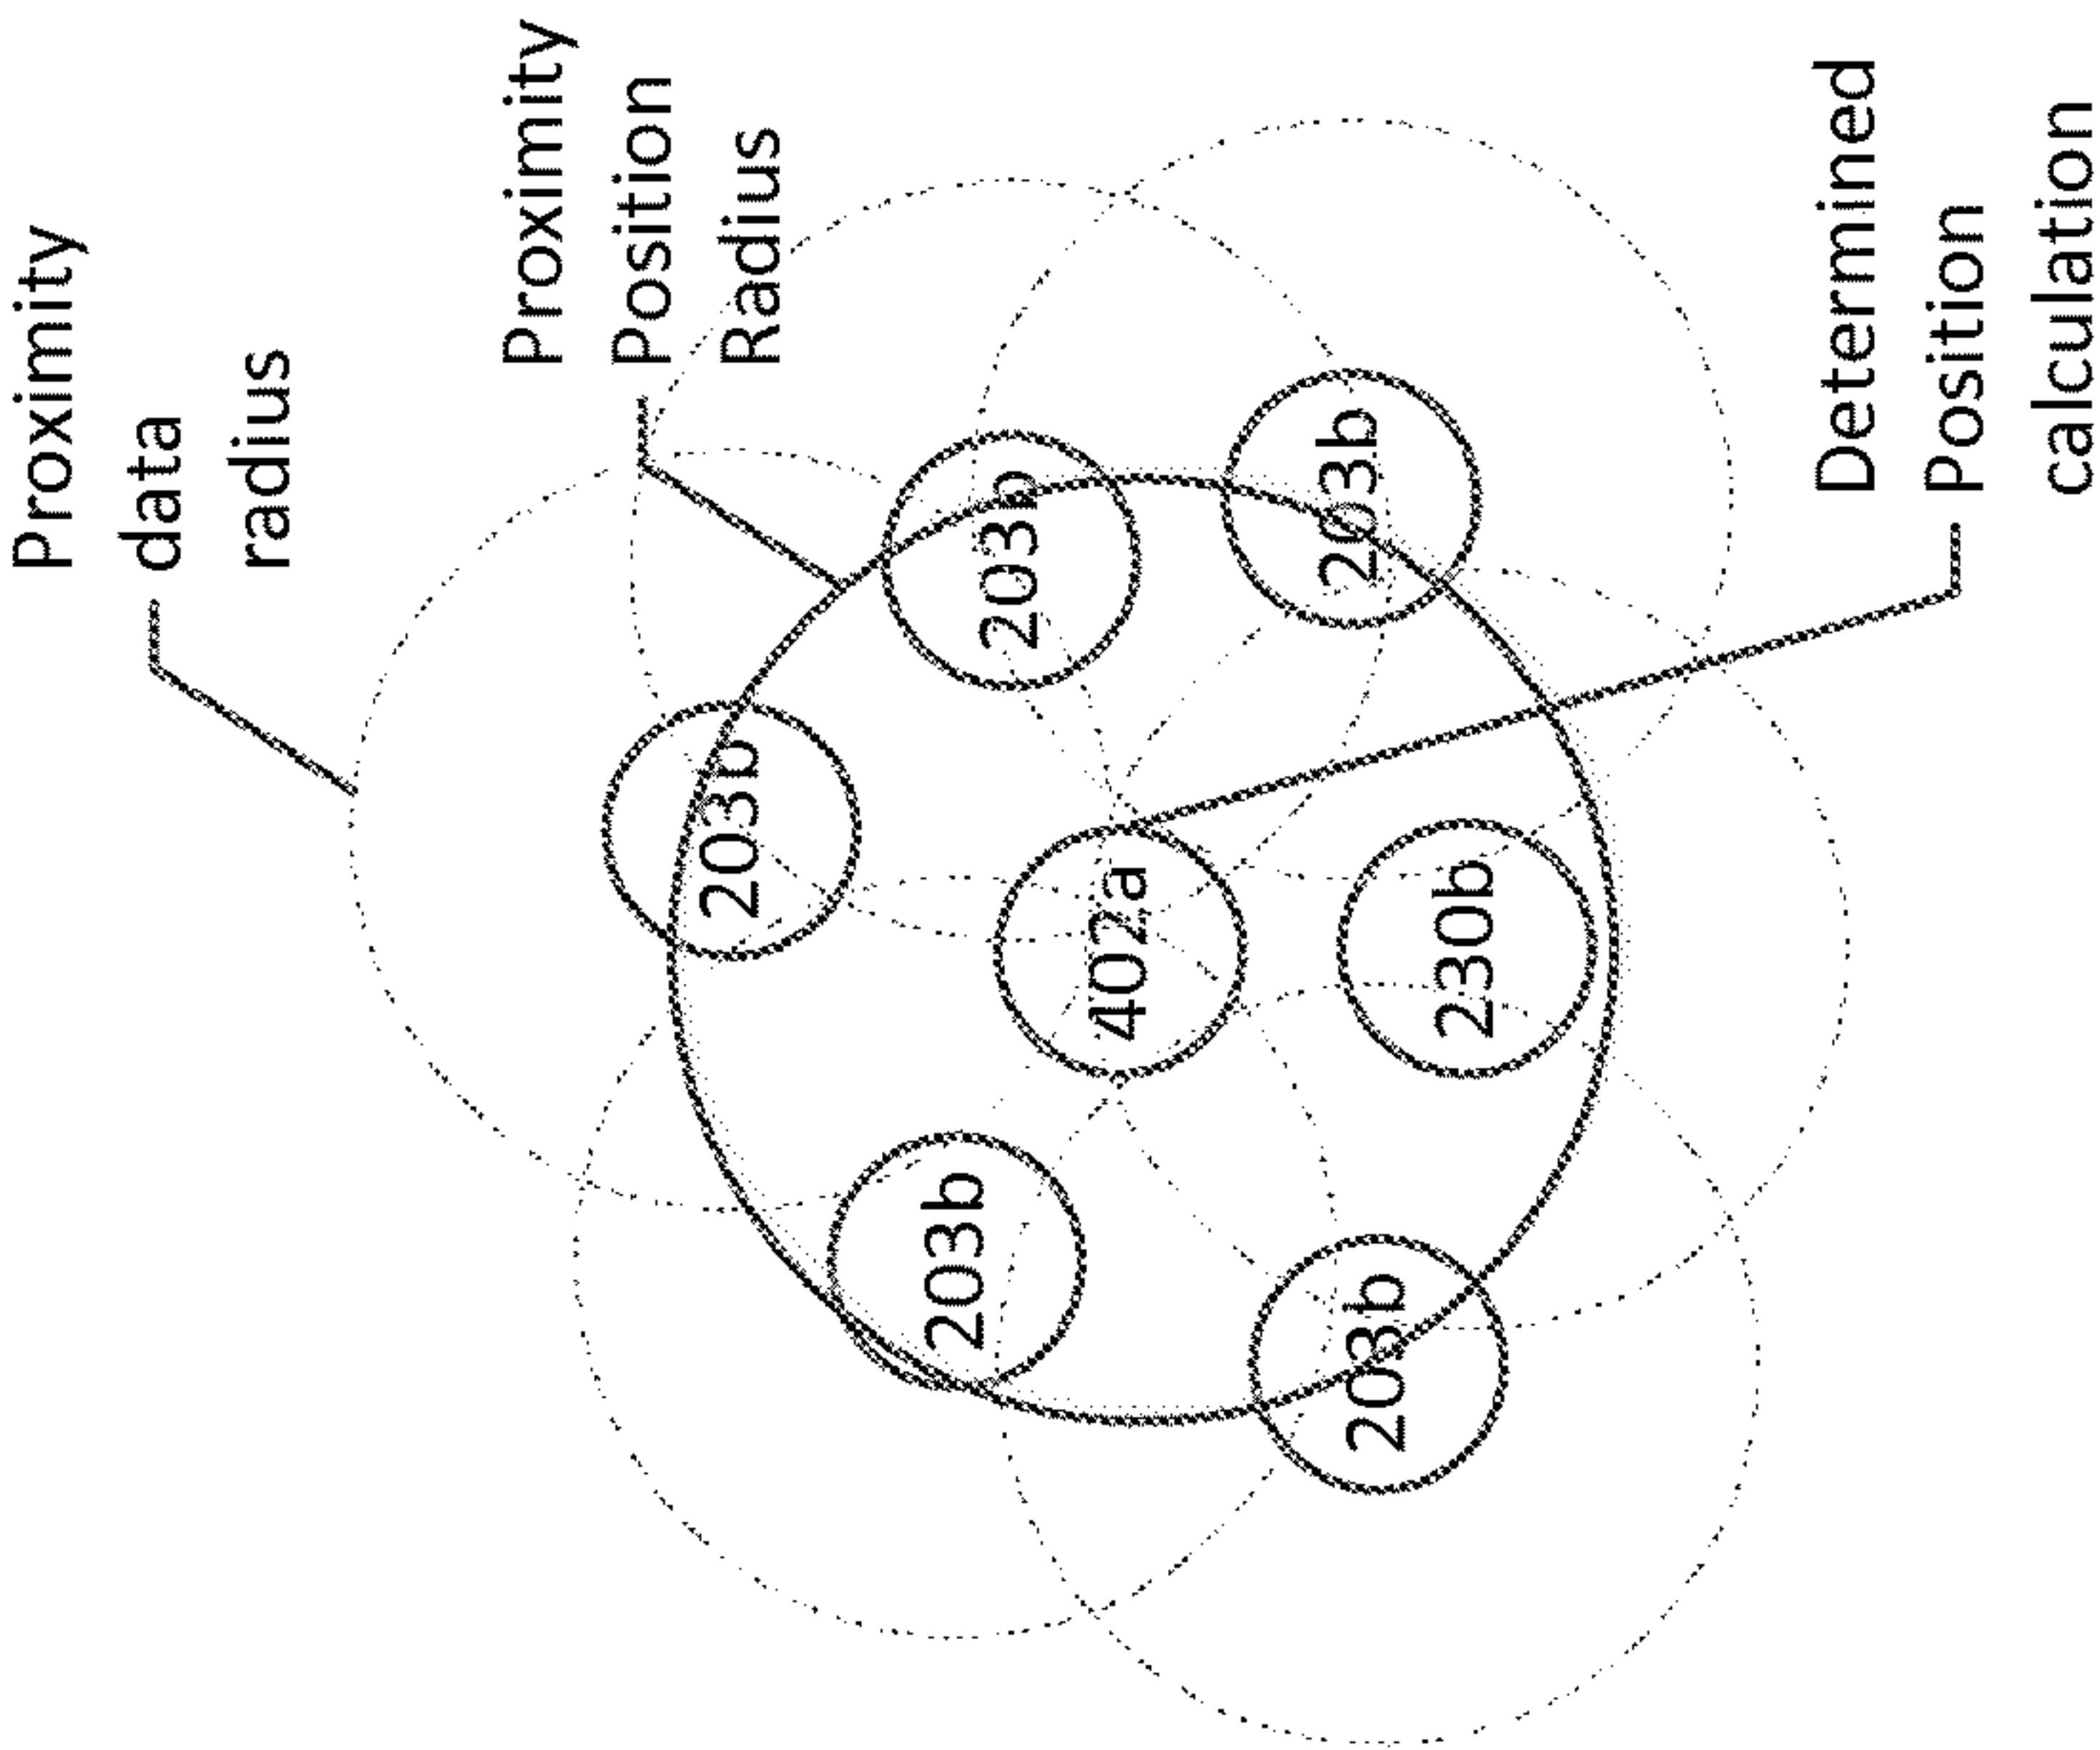 Proximity
data
radius
Proximity
Position
Radius
203b
203b
203b
203b
402a
203b
230b
Determined
Position
calculation